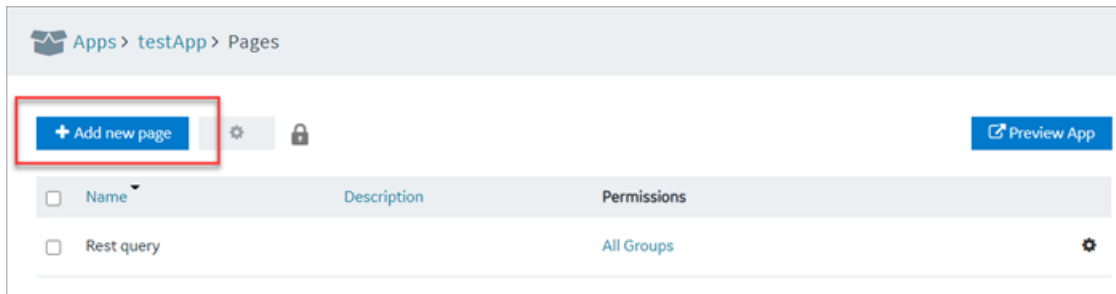 Apps > testApp > Pages
+ Add new page
Preview App
Name Description Permissions
Rest query All Groups